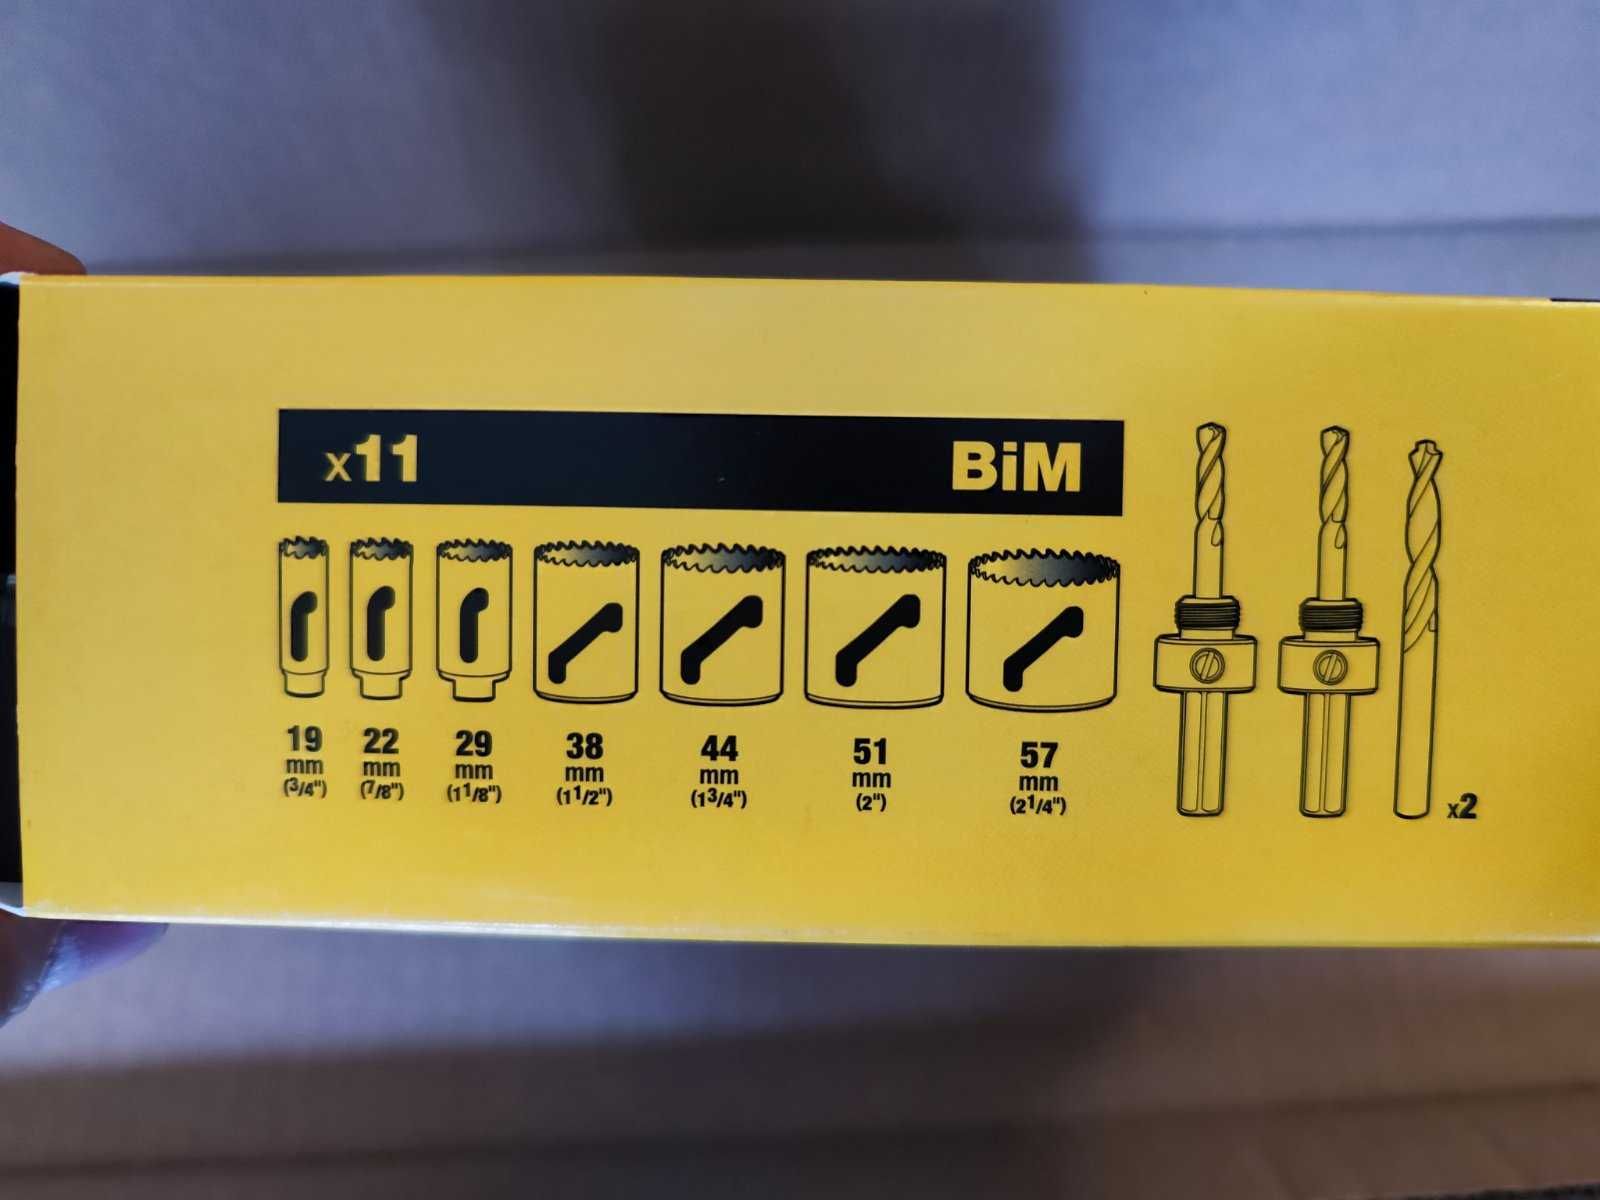 x11 BiM
19 22 29 38 44 51 57
mm mm mm mm mm mm mm
(3/4") (7/8") (1 1/8") (1 1/2") (1 3/4") (2") (2 1/4")
x2